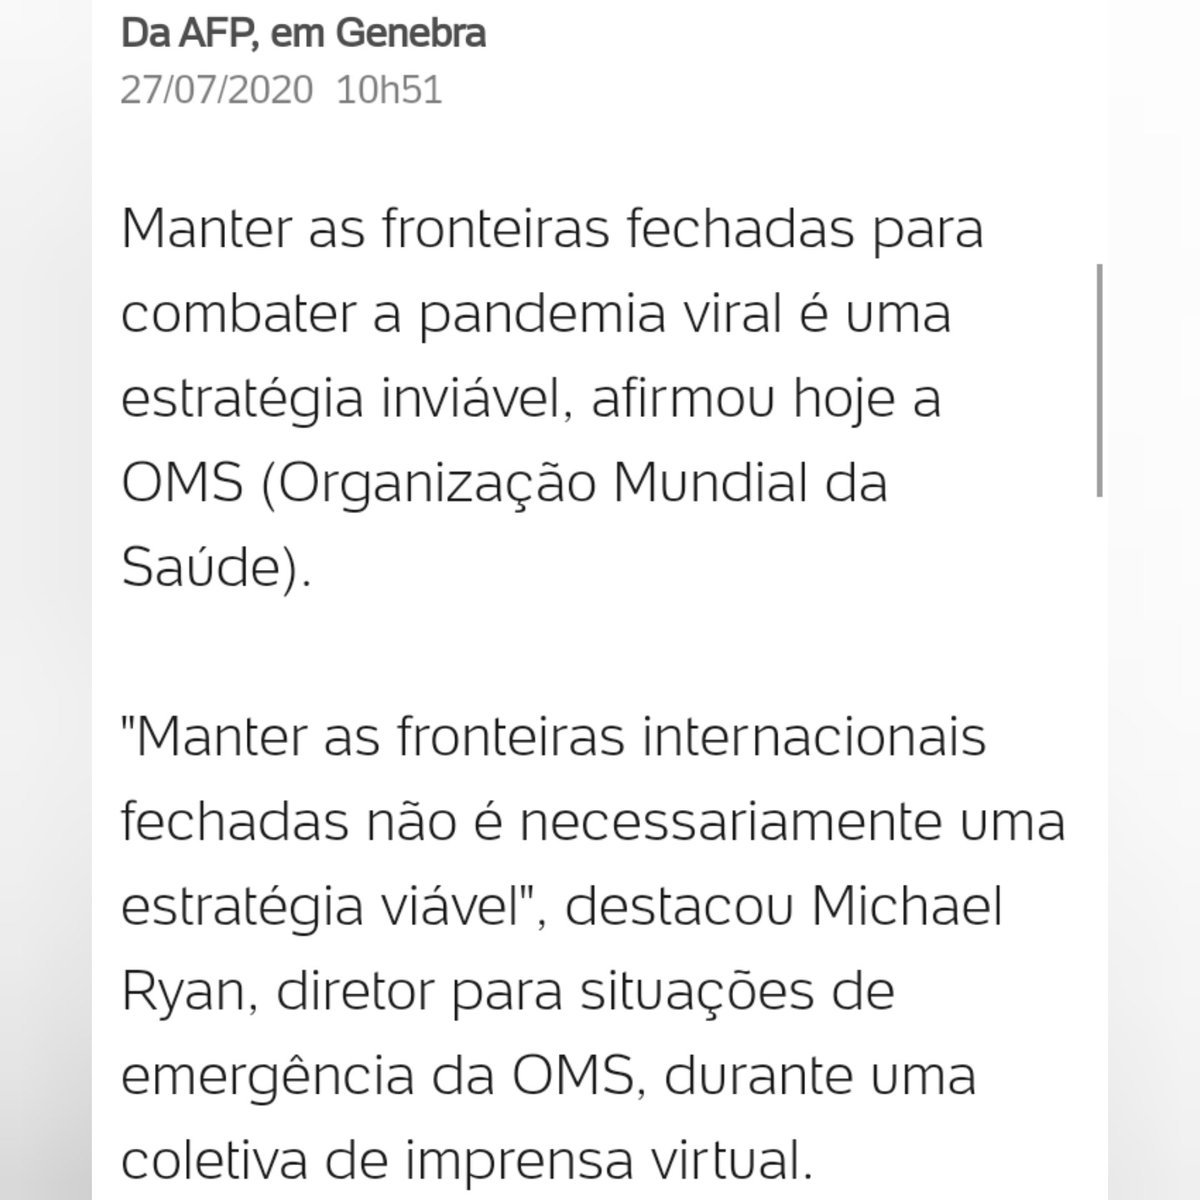 Da AFP, em Genebra
27/07/2020 10h51
Manter as fronteiras fechadas para
combater a pandemia viral é uma
estratégia inviável, afirmou hoje a
OMS (Organização Mundial da
Saúde).
"Manter as fronteiras internacionais
fechadas não é necessariamente uma
estratégia viável", destacou Michael
Ryan, diretor para situações de
emergência da OMS, durante uma
coletiva de imprensa virtual.